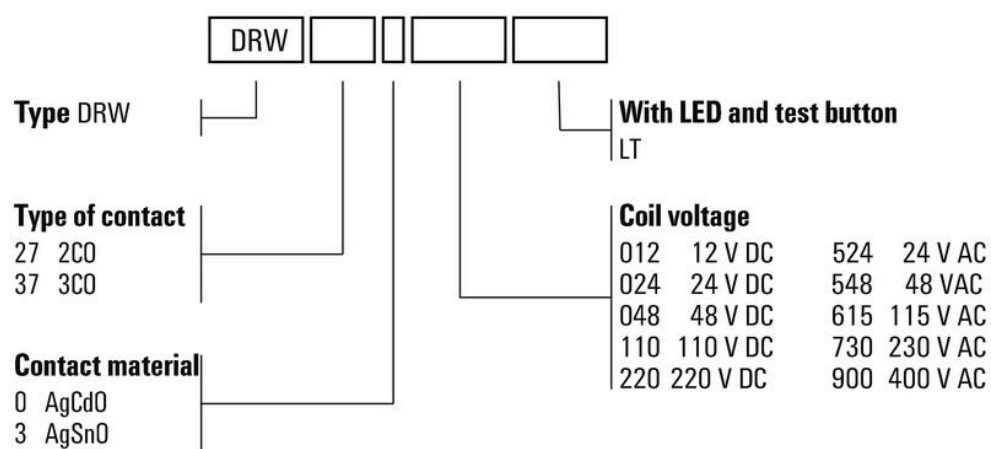 DRW
Type DRW
With LED and test button
LT
Type of contact
27 2CO
37 3CO
Coil voltage
012 12 V DC 524 24 V AC
024 24 V DC 548 48 VAC
048 48 V DC 615 115 V AC
110 110 V DC 730 230 V AC
220 220 V DC 900 400 V AC
Contact material
0 AgCdO
3 AgSnO